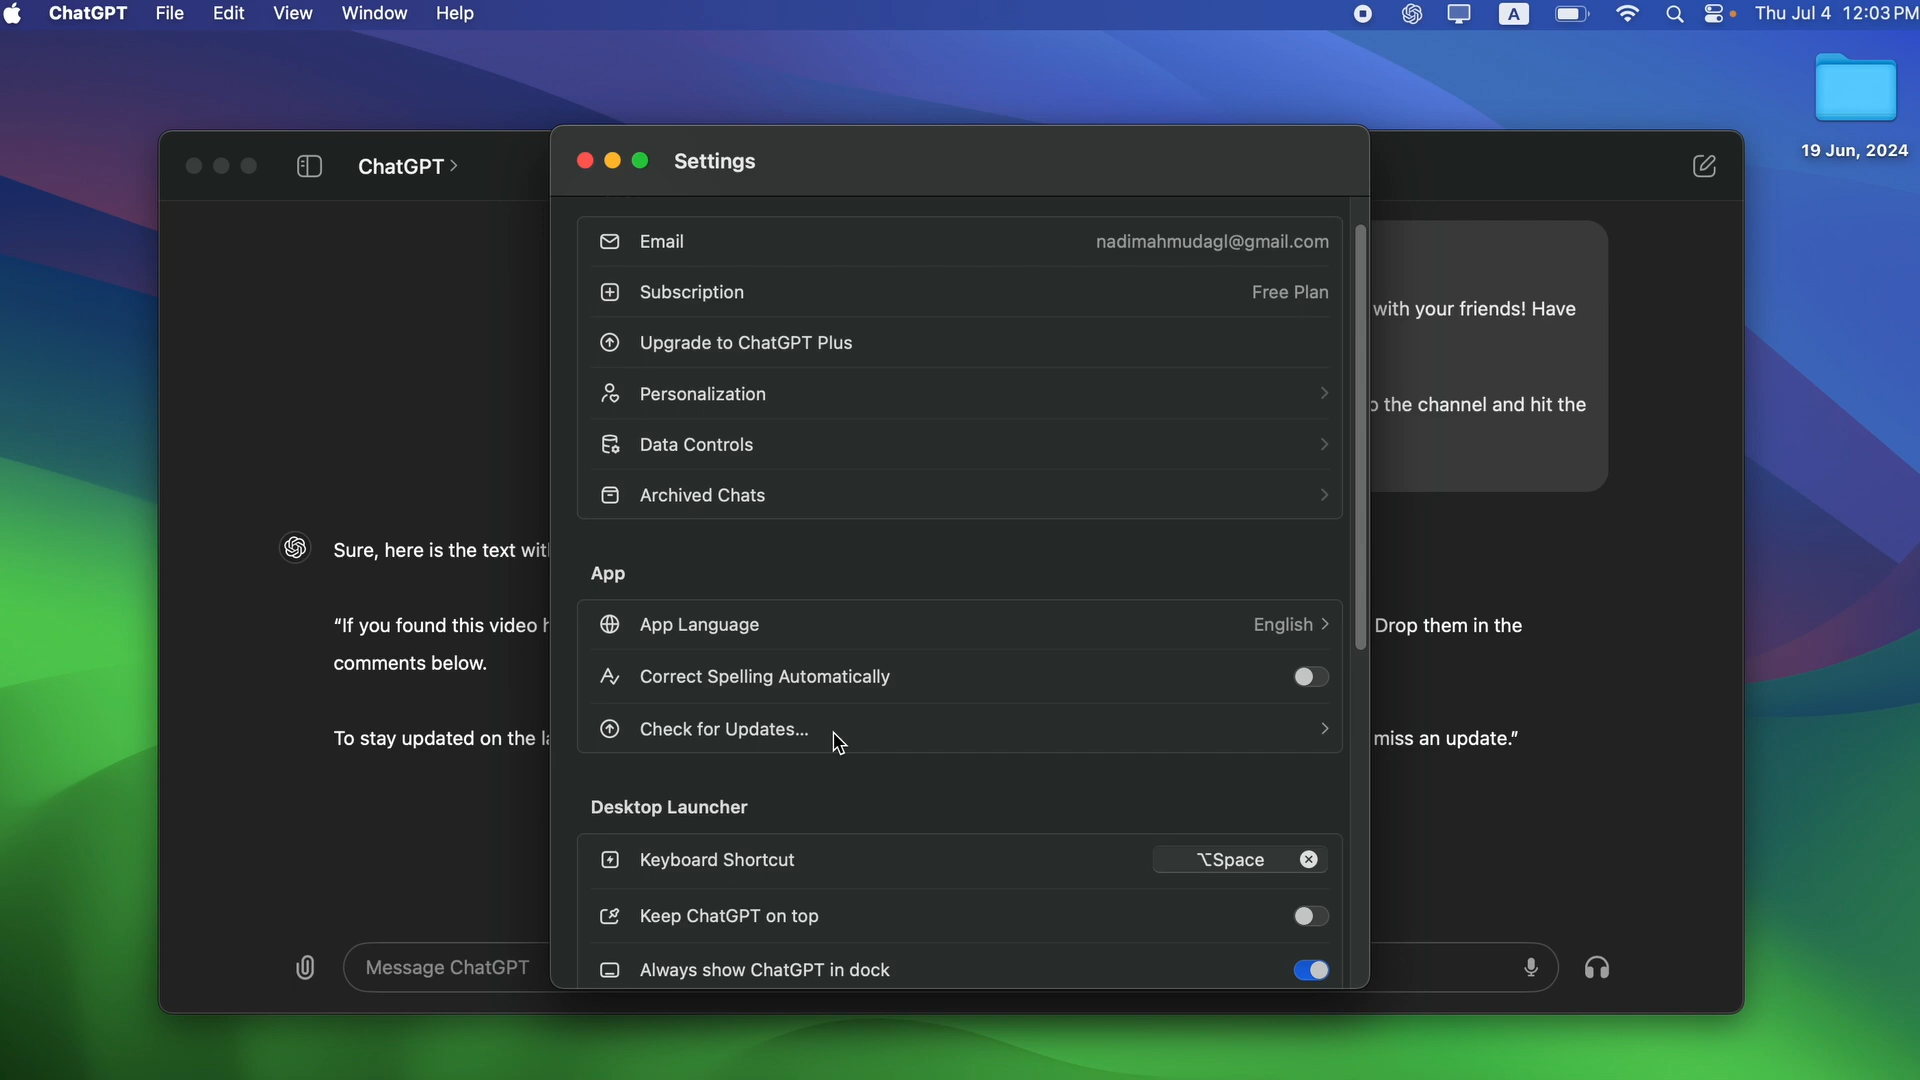 ChatGPT File Edit View Window Help A Thu Jul 4 12:03 PM
19 Jun, 2024
ChatGPT
Settings
Email nadimahmudagl@gmail.com
Subscription Free Plan
Upgrade to ChatGPT Plus
Personalization
Data Controls
Archived Chats
with your friends! Have
the channel and hit the
Sure, here is the text
App
App Language English
"If you found this video Drop them in the
comments below.
Correct Spelling Automatically
Check for Updates...
To stay updated on the miss an update."
Desktop Launcher
Keyboard Shortcut ⌥Space
Keep ChatGPT on top
Always show ChatGPT in dock
Message ChatGPT